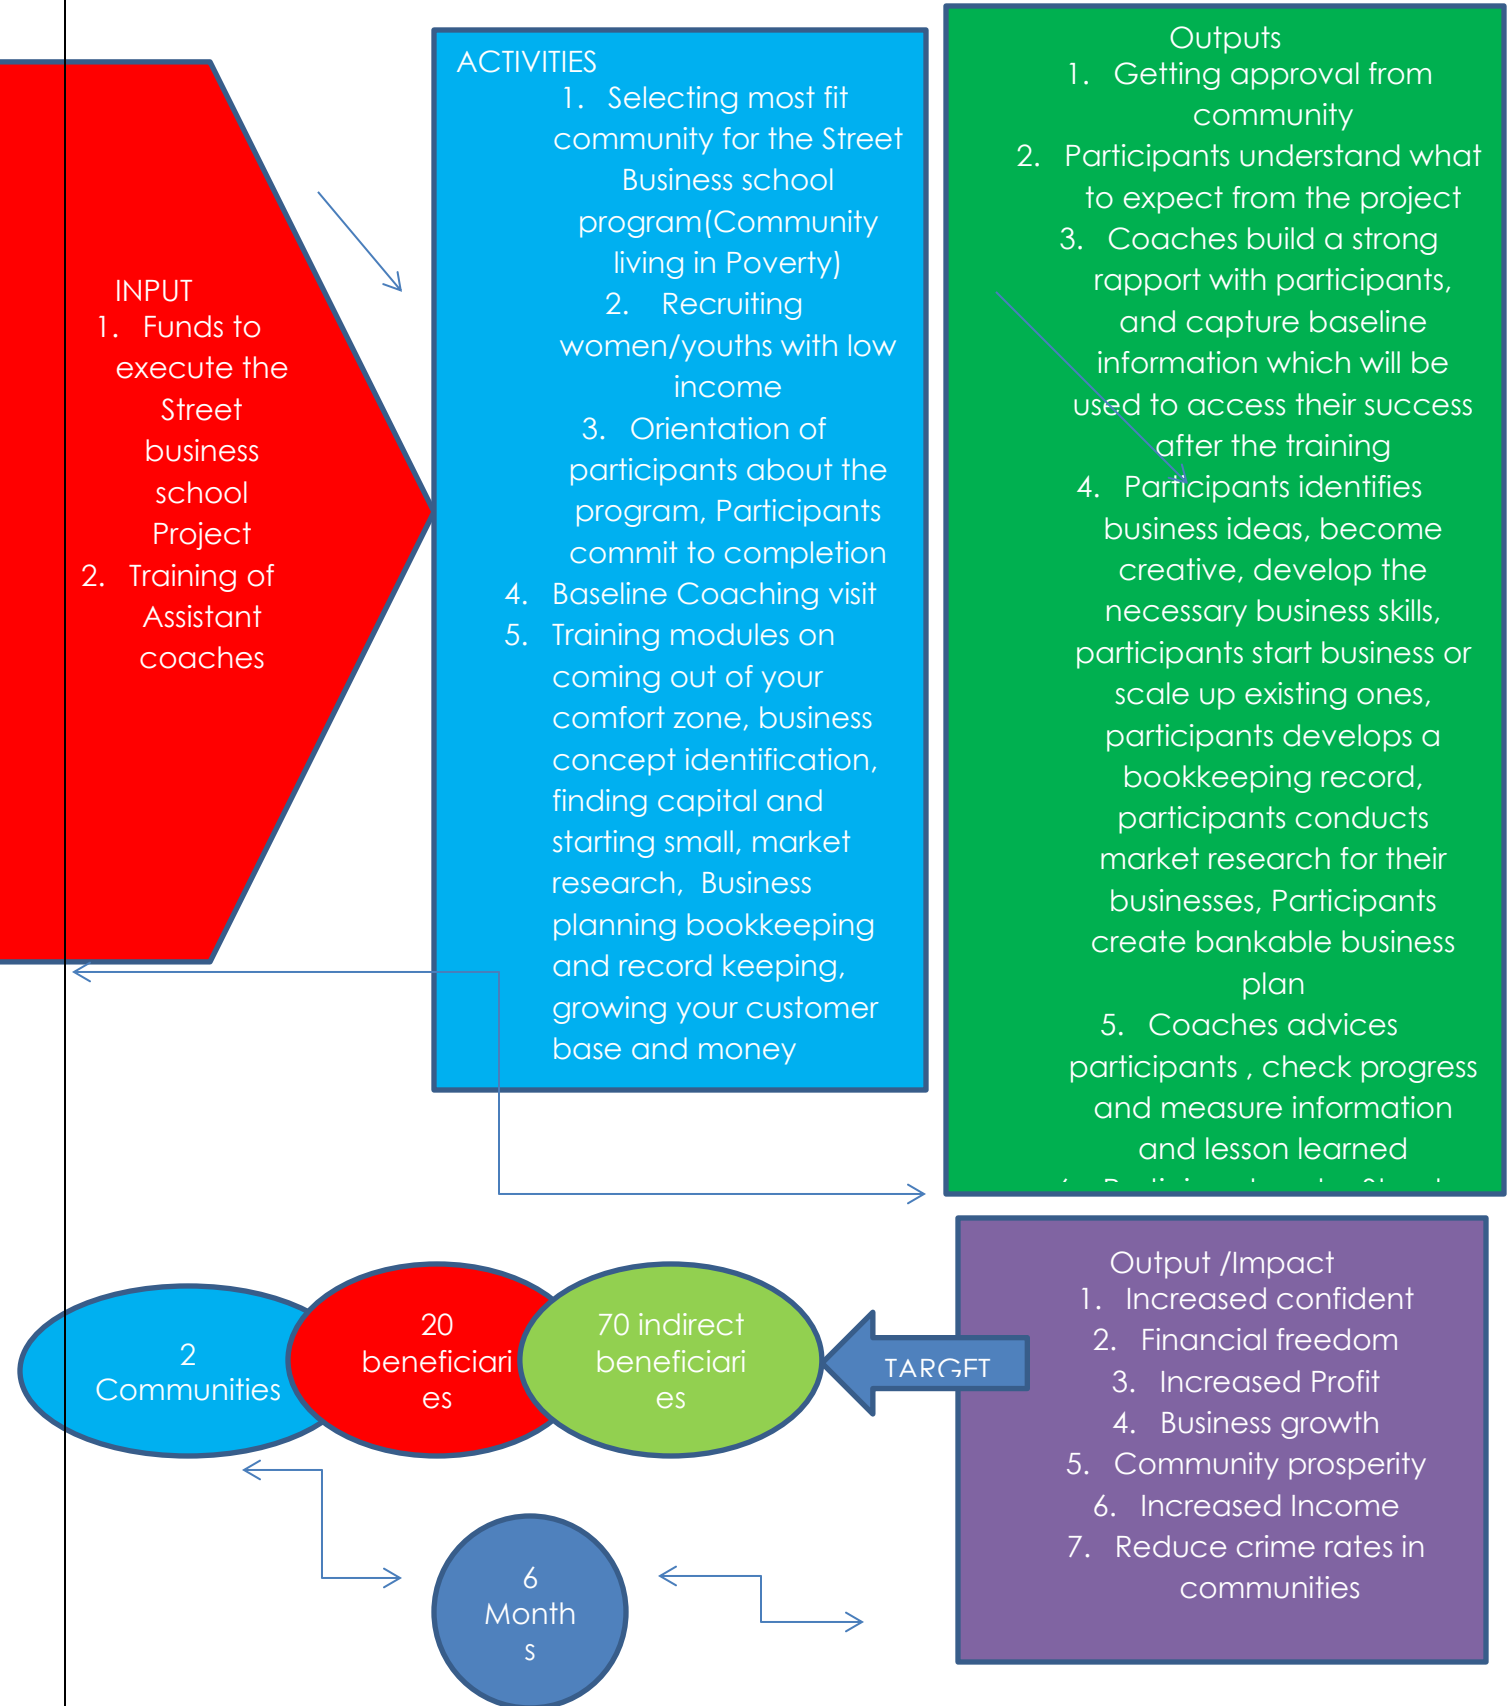 INPUT
1. Funds to
execute the
Street
business
school
Project
2. Training of
Assistant
coaches
ACTIVITIES
1. Selecting most fit
community for the Street
Business school
program(Community
living in Poverty)
2. Recruiting
women/youths with low
income
3. Orientation of
participants about the
program, Participants
commit to completion
4. Baseline Coaching visit
5. Training modules on
coming out of your
comfort zone, business
concept identification,
finding capital and
starting small, market
research, Business
planning bookkeeping
and record keeping,
growing your customer
base and money
Outputs
1. Getting approval from
community
2. Participants understand what
to expect from the project
3. Coaches build a strong
rapport with participants,
and capture baseline
information which will be
used to access their success
after the training
4. Participants identifies
business ideas, become
creative, develop the
necessary business skills,
participants start business or
scale up existing ones,
participants develops a
bookkeeping record,
participants conducts
market research for their
businesses, Participants
create bankable business
plan
5. Coaches advices
participants , check progress
and measure information
and lesson learned
2
Communities
20
beneficiari
es
70 indirect
beneficiari
es
TARGET
Output /Impact
1. Increased confident
2. Financial freedom
3. Increased Profit
4. Business growth
5. Community prosperity
6. Increased Income
7. Reduce crime rates in
communities
6
Month
s